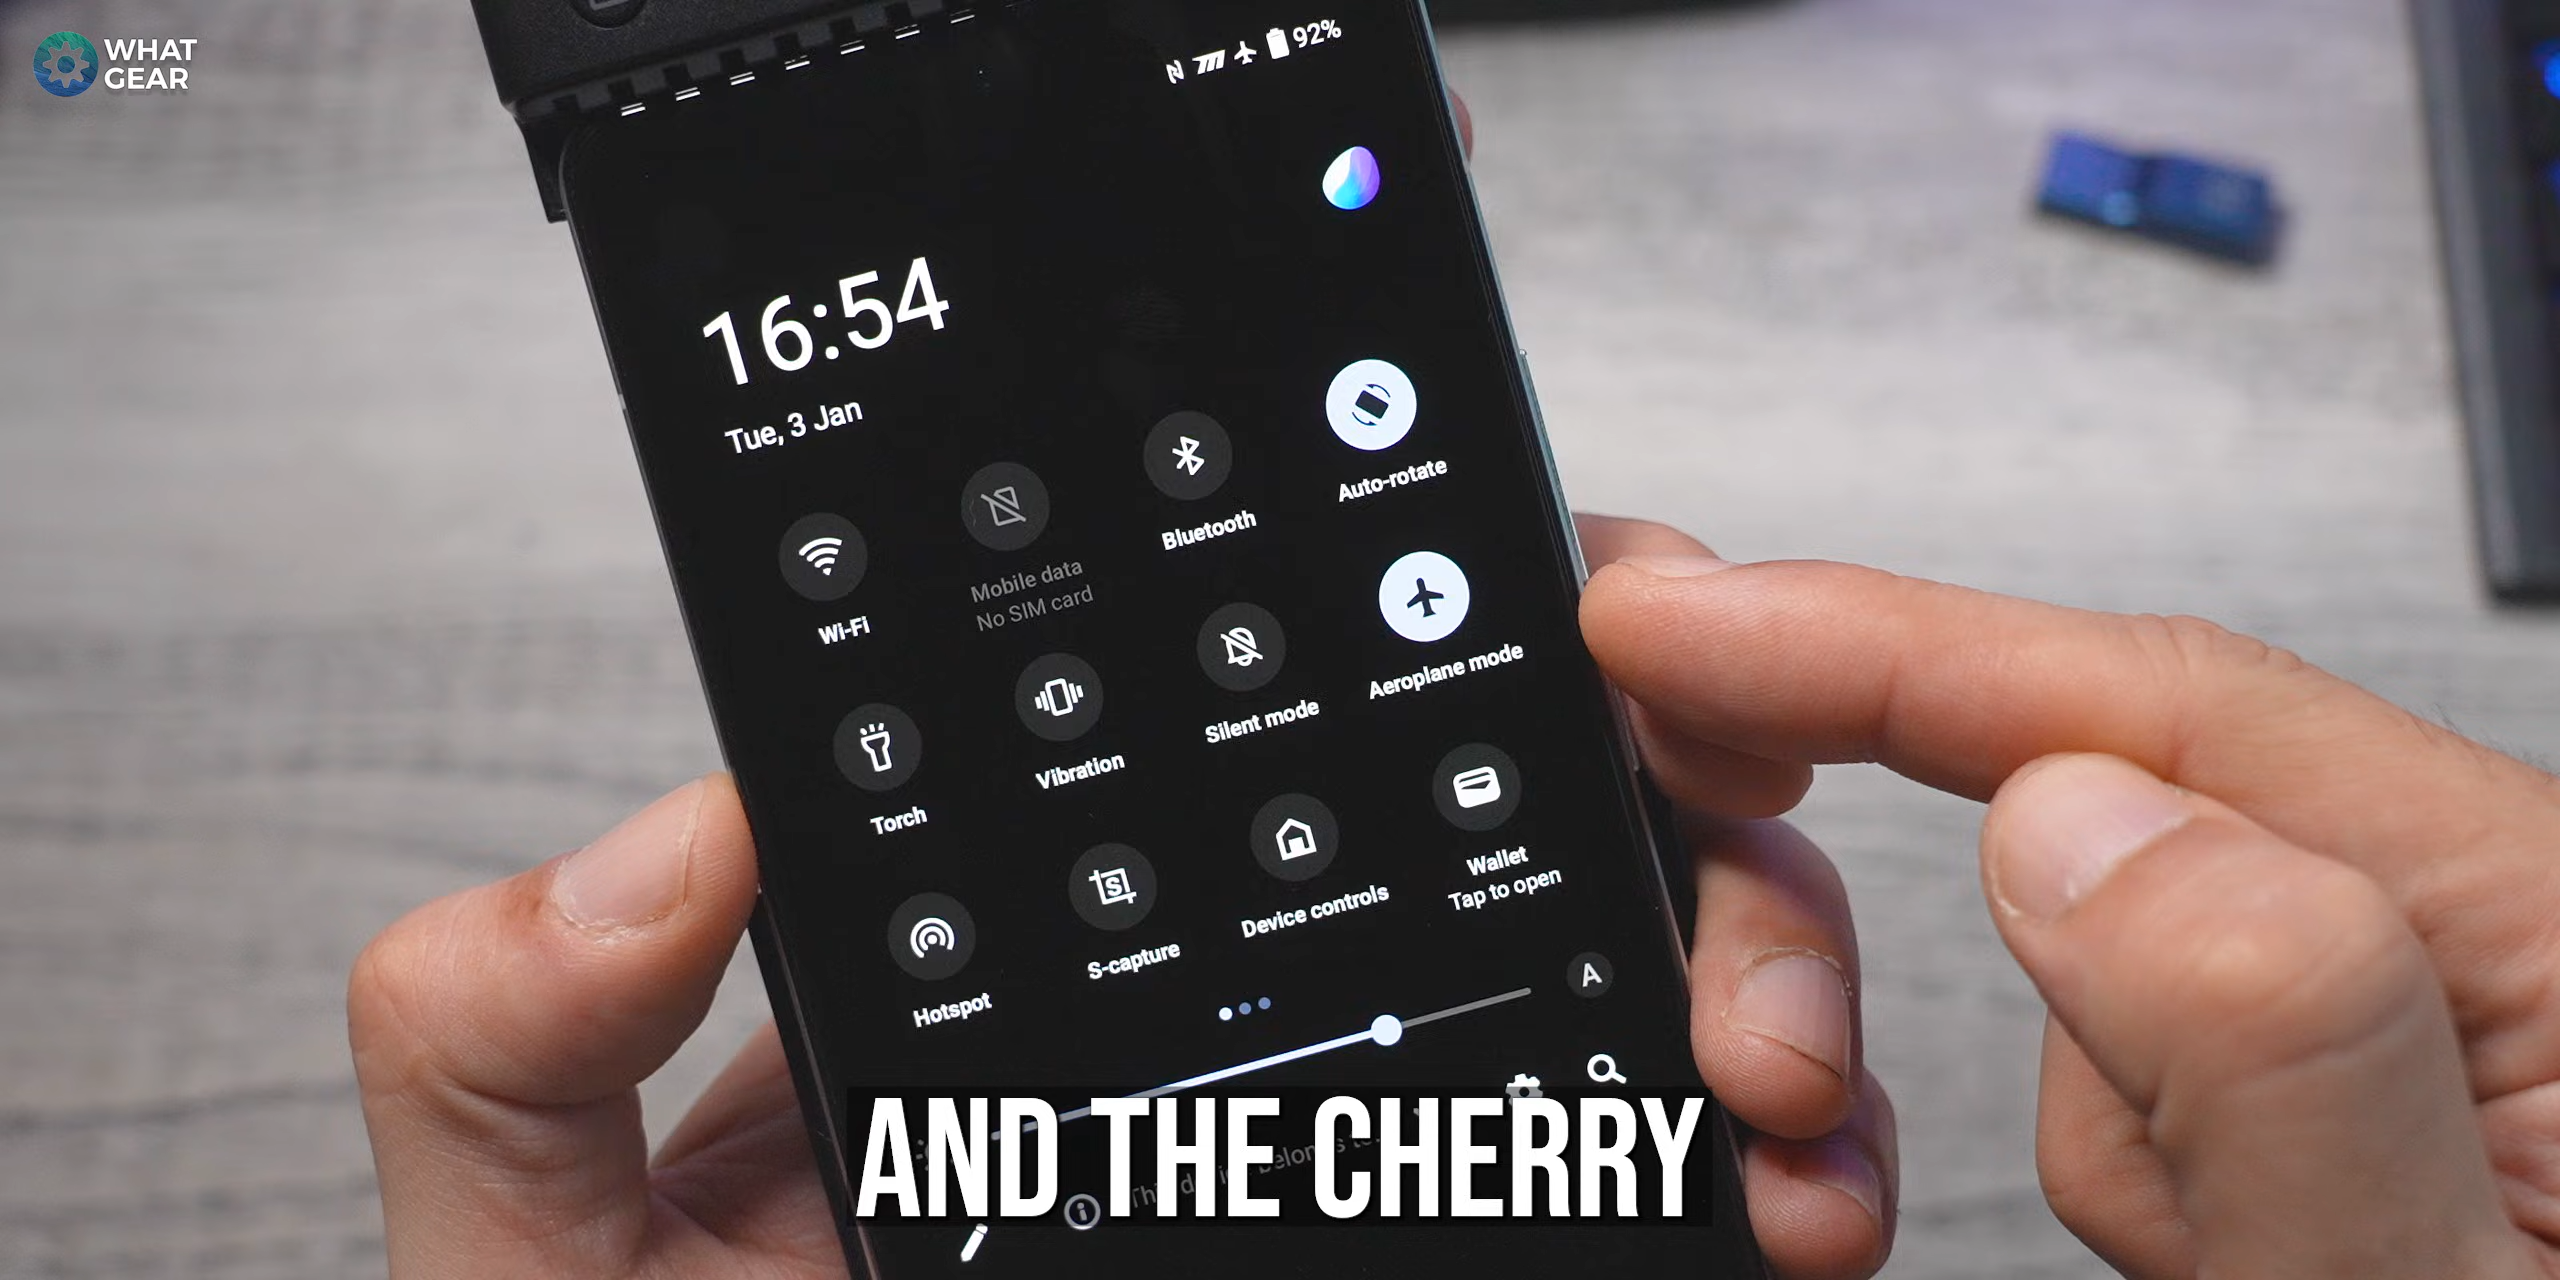 WHAT
GEAR
92%
16:54
Tue, 3 Jan
Auto-rotate
Bluetooth
Mobile data
No SIM card
Wi-Fi
Aeroplane mode
Silent mode
Vibration
Torch
Wallet
Tap to open
Device controls
S-capture
Hotspot
A
AND THE CHERRY